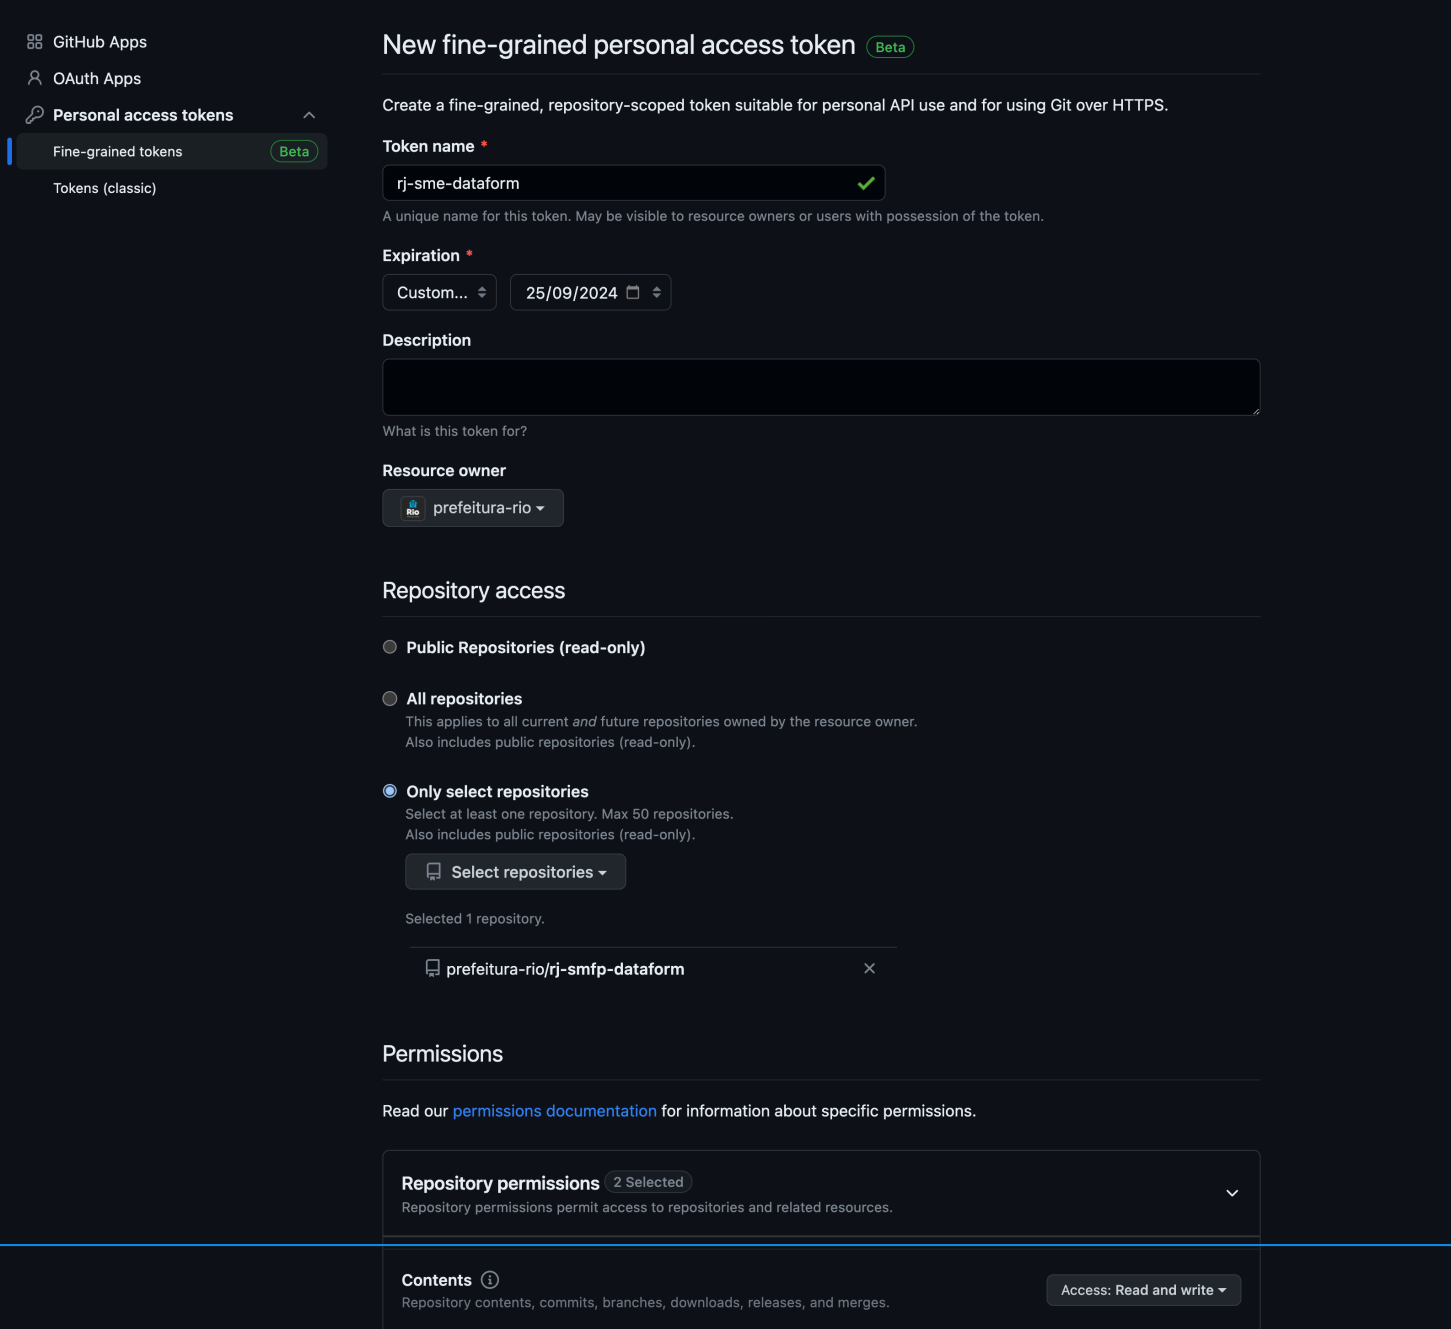 GitHub Apps
OAuth Apps
Personal access tokens
Fine-grained tokens Beta
Tokens (classic)
New fine-grained personal access token Beta
Create a fine-grained, repository-scoped token suitable for personal API use and for using Git over HTTPS.
Token name *
rj-sme-dataform
A unique name for this token. May be visible to resource owners or users with possession of the token.
Expiration *
Custom... 25/09/2024
Description
What is this token for?
Resource owner
Rio prefeitura-rio
Repository access
Public Repositories (read-only)
All repositories
This applies to all current and future repositories owned by the resource owner.
Also includes public repositories (read-only).
Only select repositories
Select at least one repository. Max 50 repositories.
Also includes public repositories (read-only).
Select repositories
Selected 1 repository.
prefeitura-rio/rj-smfp-dataform
Permissions
Read our permissions documentation for information about specific permissions.
Repository permissions 2 Selected
Repository permissions permit access to repositories and related resources.
Contents
Access: Read and write
Repository contents, commits, branches, downloads, releases, and merges.